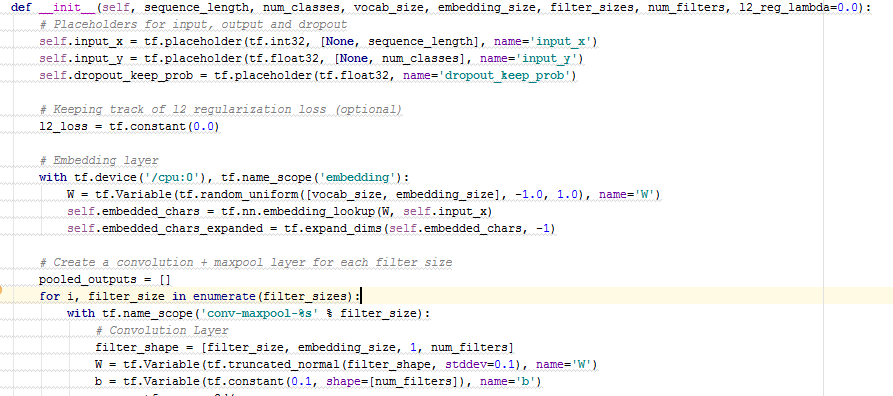 def __init__(self, sequence_length, num_classes, vocab_size, embedding_size, filter_sizes, num_filters, l2_reg_lambda=0.0):
# Placeholders for input, output and dropout
self.input_x = tf.placeholder(tf.int32, [None, sequence_length], name='input_x')
self.input_y = tf.placeholder(tf.float32, [None, num_classes], name='input_y')
self.dropout_keep_prob = tf.placeholder(tf.float32, name='dropout_keep_prob')
# Keeping track of l2 regularization loss (optional)
l2_loss = tf.constant(0.0)
# Embedding layer
with tf.device('/cpu:0'), tf.name_scope('embedding'):
W = tf.Variable(tf.random_uniform([vocab_size, embedding_size], -1.0, 1.0), name='W')
self.embedded_chars = tf.nn.embedding_lookup(W, self.input_x)
self.embedded_chars_expanded = tf.expand_dims(self.embedded_chars, -1)
# Create a convolution + maxpool layer for each filter size
pooled_outputs = []
for i, filter_size in enumerate(filter_sizes):
with tf.name_scope('conv-maxpool-%s' % filter_size):
# Convolution Layer
filter_shape = [filter_size, embedding_size, 1, num_filters]
W = tf.Variable(tf.truncated_normal(filter_shape, stddev=0.1), name='W')
b = tf.Variable(tf.constant(0.1, shape=[num_filters]), name='b')